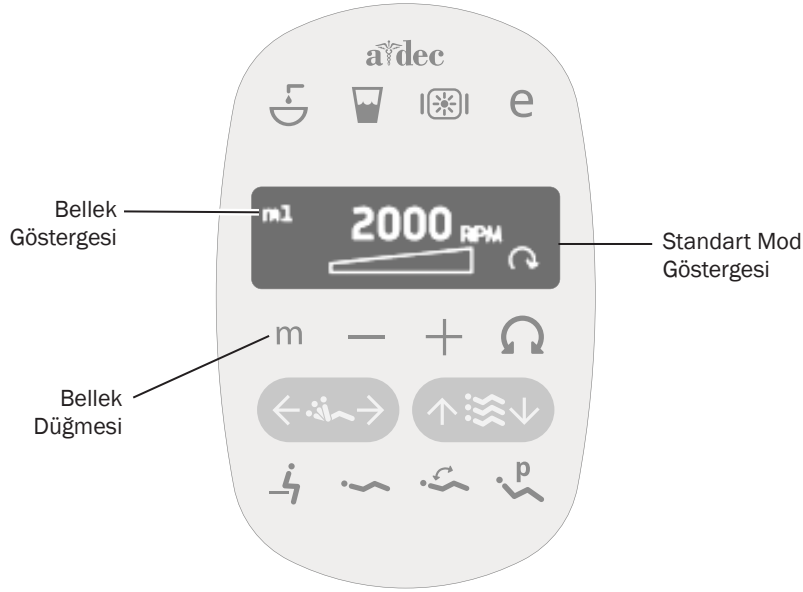 a dec
e
Bellek
Göstergesi
m1
2000 RPM
Standart Mod
Göstergesi
m
Bellek
Düğmesi
p